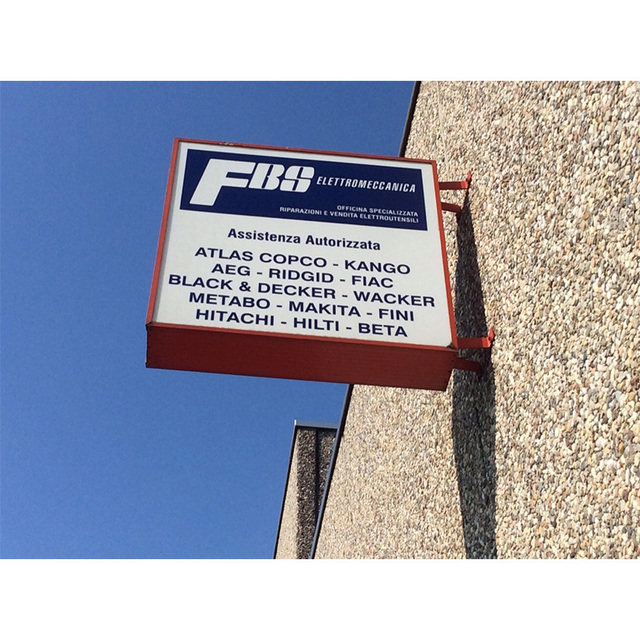 FBS ELETTROMECCANICA
OFFICINA SPECIALIZZATA
RIPARAZIONI E VENDITA ELETTROUTENSILI
Assistenza Autorizzata
ATLAS COPCO - KANGO
AEG - RIDGID - FIAC
BLACK & DECKER - WACKER
METABO - MAKITA - FINI
HITACHI - HILTI - BETA